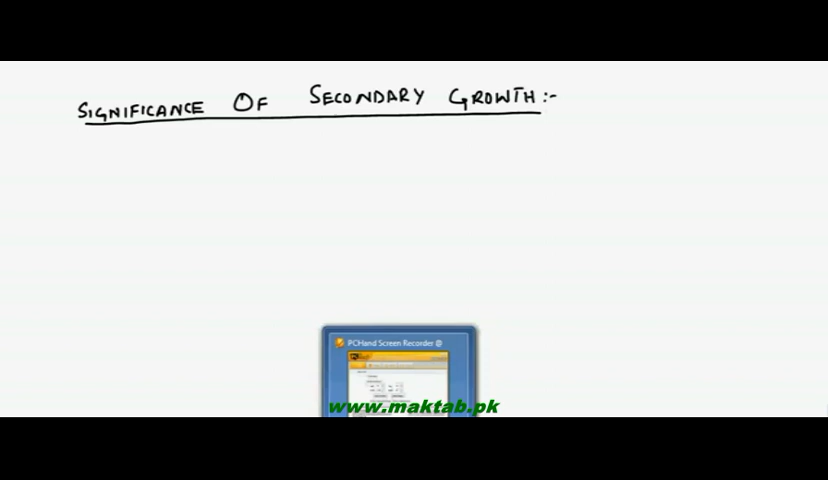 SIGNIFICANCE OF SECONDARY GROWTH:-
PCHand Screen Recorder @
www.maktab.pk